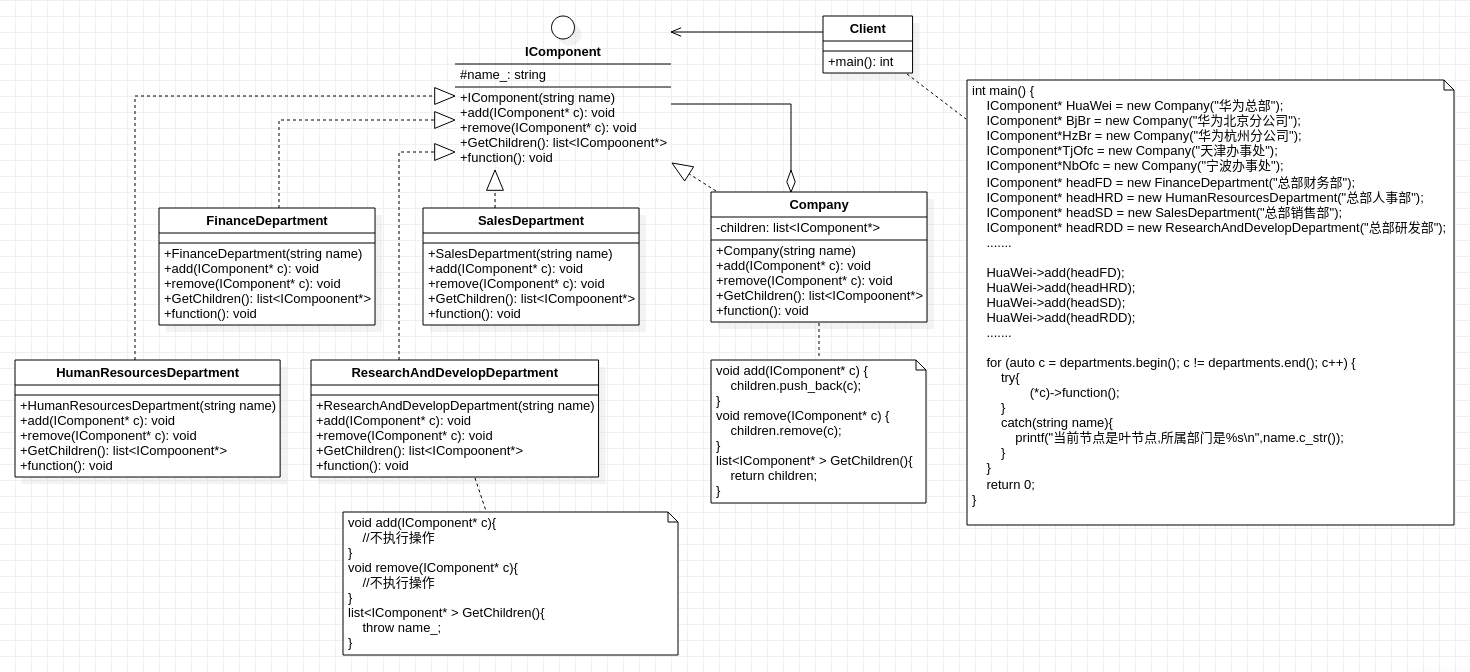 IComponent
#name_: string
+IComponent(string name)
+add(IComponent* c): void
+remove(IComponent* c): void
+GetChildren(): list<ICompoonent*>
+function(): void
Client
+main(): int
int main() {
IComponent* HuaWei = new Company("华为总部");
IComponent* BjBr = new Company("华为北京分公司");
IComponent*HzBr = new Company("华为杭州分公司");
IComponent*TjOfc = new Company("天津办事处");
IComponent*NbOfc = new Company("宁波办事处");
IComponent* headFD = new FinanceDepartment("总部财务部");
IComponent* headHRD = new HumanResourcesDepartment("总部人事部");
IComponent* headSD = new SalesDepartment("总部销售部");
IComponent* headRDD = new ResearchAndDevelopDepartment("总部研发部");
.......
HuaWei->add(headFD);
HuaWei->add(headHRD);
HuaWei->add(headSD);
HuaWei->add(headRDD);
.......
for (auto c = departments.begin(); c != departments.end(); c++) {
try{
(*c)->function();
}
catch(string name){
printf("当前节点是叶节点,所属部门是%s\n",name.c_str());
}
}
return 0;
}
FinanceDepartment
+FinanceDepartment(string name)
+add(IComponent* c): void
+remove(IComponent* c): void
+GetChildren(): list<ICompoonent*>
+function(): void
SalesDepartment
+SalesDepartment(string name)
+add(IComponent* c): void
+remove(IComponent* c): void
+GetChildren(): list<ICompoonent*>
+function(): void
Company
-children: list<IComponent*>
+Company(string name)
+add(IComponent* c): void
+remove(IComponent* c): void
+GetChildren(): list<ICompoonent*>
+function(): void
HumanResourcesDepartment
+HumanResourcesDepartment(string name)
+add(IComponent* c): void
+remove(IComponent* c): void
+GetChildren(): list<ICompoonent*>
+function(): void
ResearchAndDevelopDepartment
+ResearchAndDevelopDepartment(string name)
+add(IComponent* c): void
+remove(IComponent* c): void
+GetChildren(): list<ICompoonent*>
+function(): void
void add(IComponent* c) {
children.push_back(c);
}
void remove(IComponent* c) {
children.remove(c);
}
list<IComponent* > GetChildren(){
return children;
}
void add(IComponent* c){
//不执行操作
}
void remove(IComponent* c){
//不执行操作
}
list<IComponent* > GetChildren(){
throw name_;
}